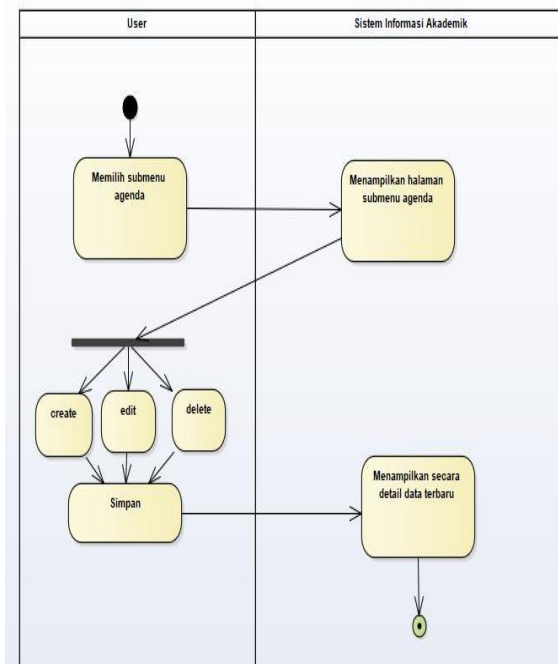 User
Sistem Informasi Akademik
Memilih submenu
agenda
Menampilkan halaman
submenu agenda
create
edit
delete
Simpan
Menampilkan secara
detail data terbaru